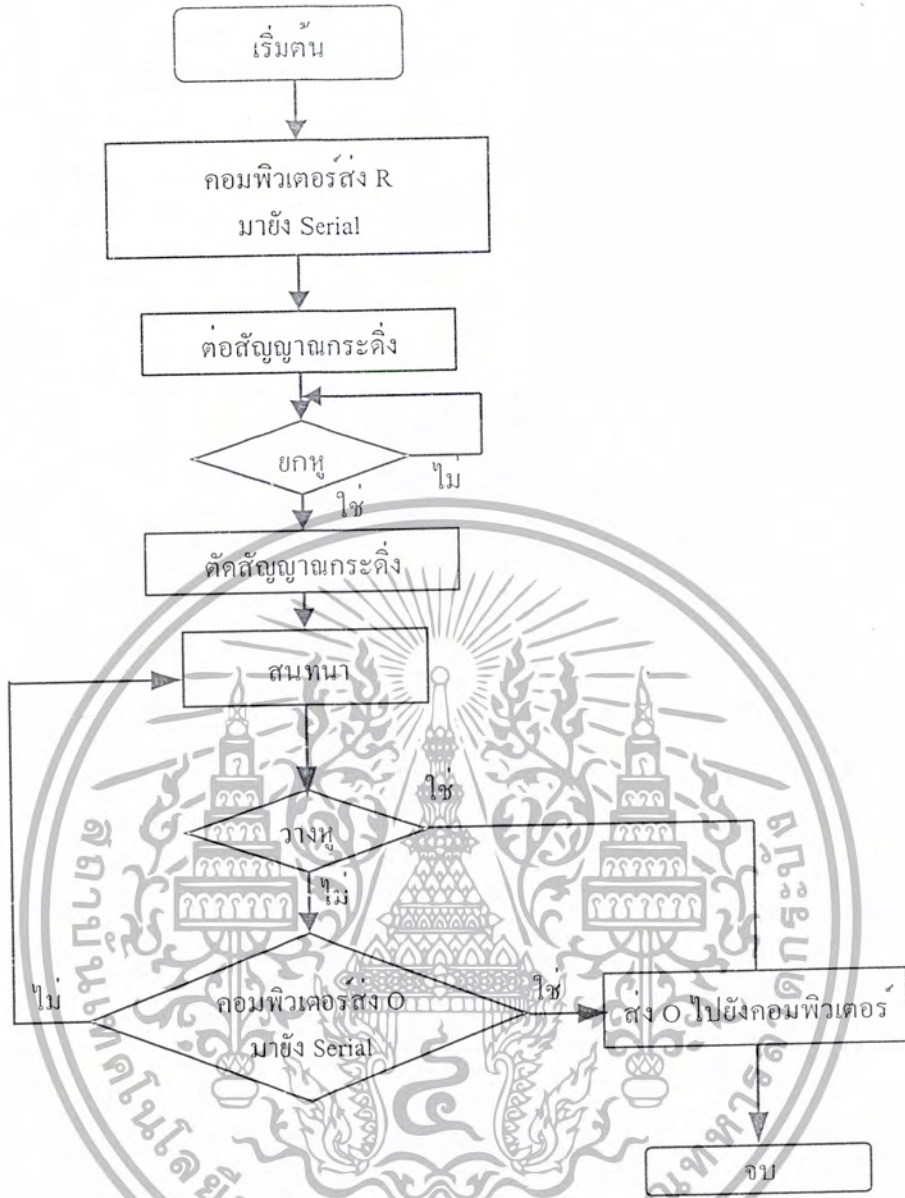 เริ่มต้น
คอมพิวเตอร์ส่ง R
มายัง Serial
ต่อสัญญาณกระดิ่ง
ยกหู
ไม่
ใช่
ตัดสัญญาณกระดิ่ง
สนทนา
ใช่
วางหู
ไม่
ไม่
คอมพิวเตอร์ส่ง O
มายัง Serial
ใช่
ส่ง O ไปยังคอมพิวเตอร์
จบ